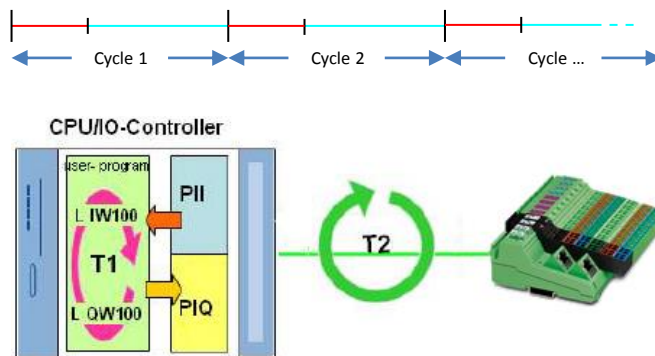 Cycle 1
Cycle 2
Cycle ...
CPU/IO-Controller
user- program
PII
L IW100
T1
T2
L QW100
PIQ